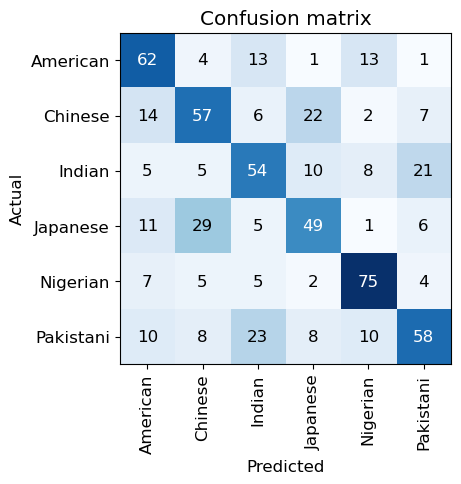 Confusion matrix
American 62 4 13 1 13 1
Chinese 14 57 6 22 2 7
Indian 5 5 54 10 8 21
Japanese 11 29 5 49 1 6
Nigerian 7 5 5 2 75 4
Pakistani 10 8 23 8 10 58
Actual
American Chinese Indian Japanese Nigerian Pakistani
Predicted